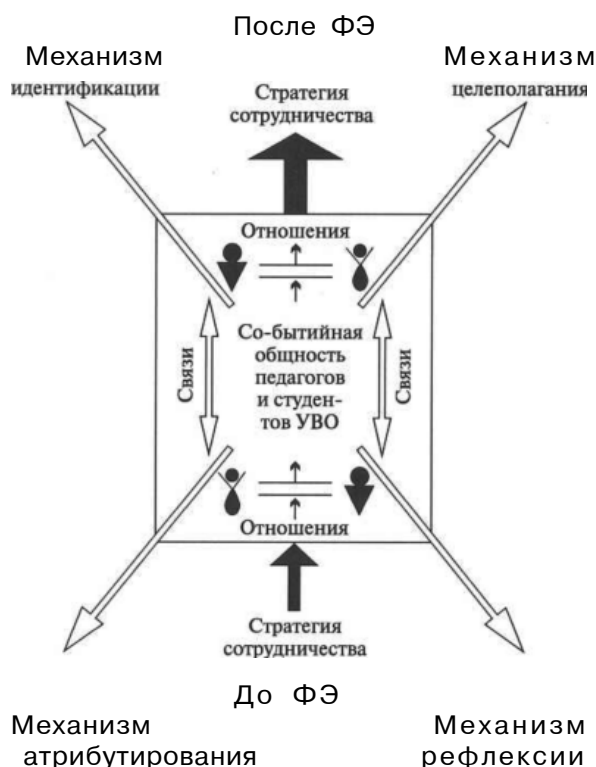 После ФЭ
Механизм
идентификации
Механизм
целеполагания
Стратегия
сотрудничества
Отношения
Связи
Со-бытийная
общность
педагогов
и студен-
тов УВО
Связи
Отношения
Стратегия
сотрудничества
До ФЭ
Механизм
атрибутирования
Механизм
рефлексии